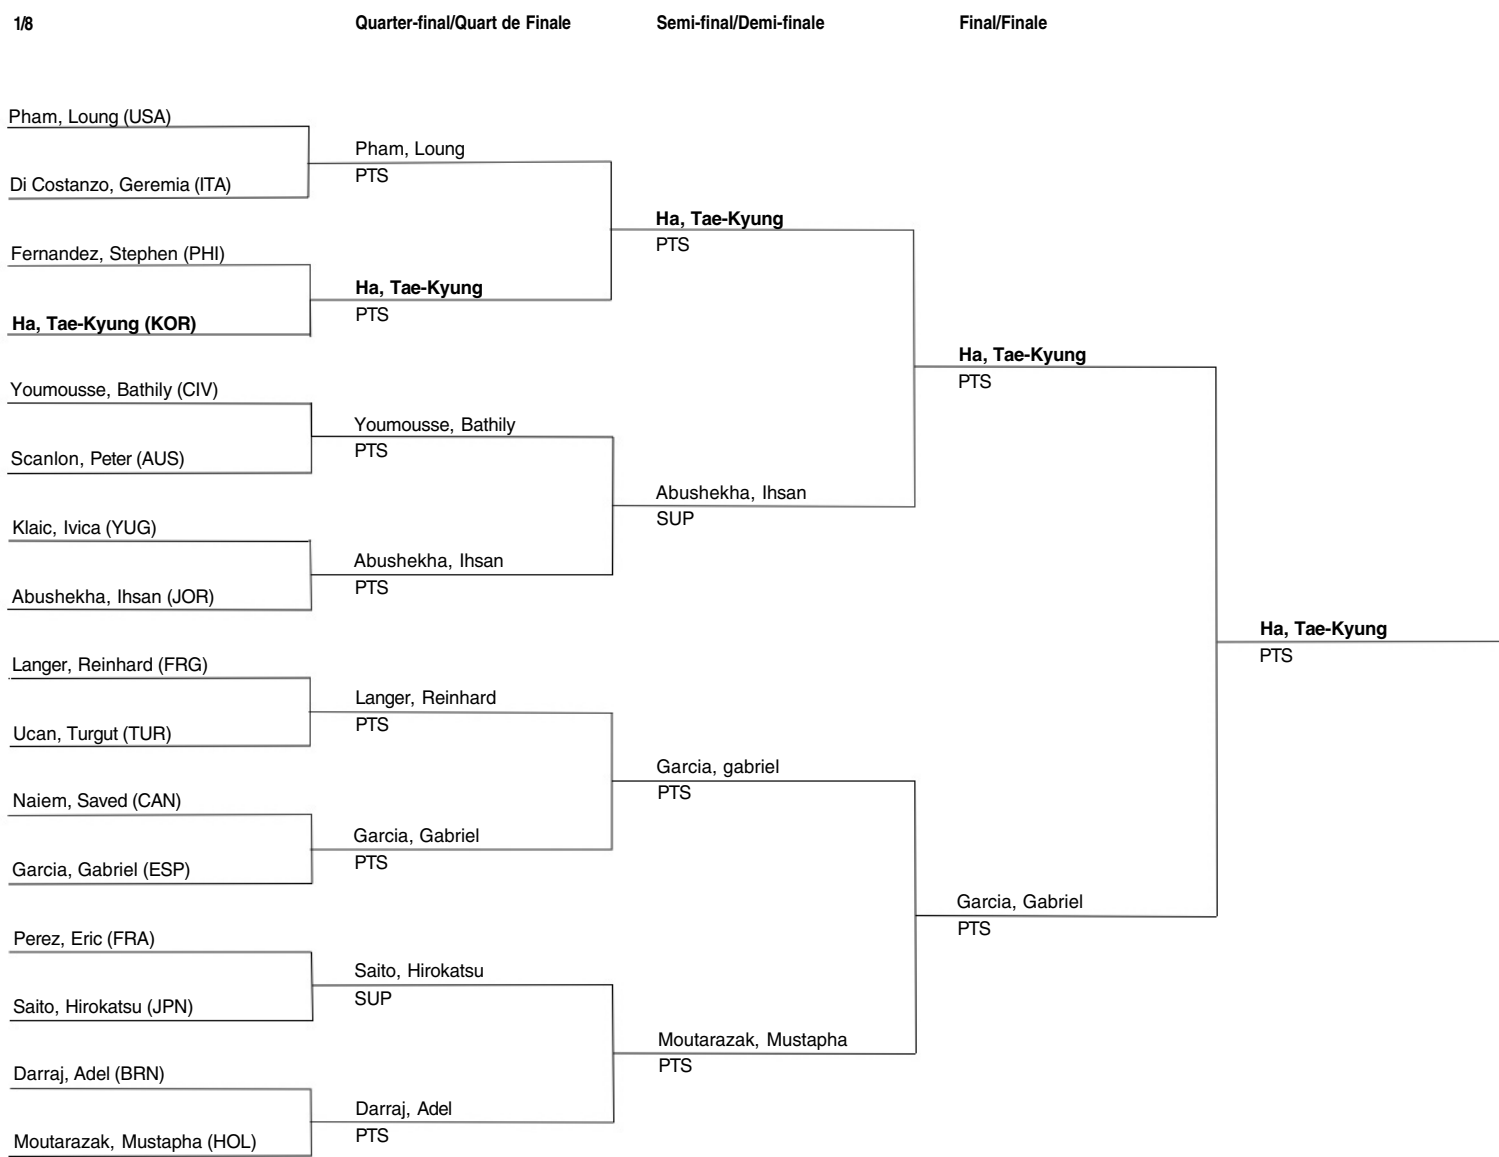 1/8
Quarter-final/Quart de Finale
Semi-final/Demi-finale
Final/Finale
Pham, Loung (USA)
Di Costanzo, Geremia (ITA)
Fernandez, Stephen (PHI)
Ha, Tae-Kyung (KOR)
Youmousse, Bathily (CIV)
Scanlon, Peter (AUS)
Klaic, Ivica (YUG)
Abushekha, Ihsan (JOR)
Langer, Reinhard (FRG)
Ucan, Turgut (TUR)
Naiem, Saved (CAN)
Garcia, Gabriel (ESP)
Perez, Eric (FRA)
Saito, Hirokatsu (JPN)
Darraj, Adel (BRN)
Moutarazak, Mustapha (HOL)
Pham, Loung
PTS
Ha, Tae-Kyung
PTS
Youmousse, Bathily
PTS
Abushekha, Ihsan
PTS
Langer, Reinhard
PTS
Garcia, Gabriel
PTS
Saito, Hirokatsu
SUP
Darraj, Adel
PTS
Ha, Tae-Kyung
PTS
Abushekha, Ihsan
SUP
Garcia, gabriel
PTS
Moutarazak, Mustapha
PTS
Ha, Tae-Kyung
PTS
Garcia, Gabriel
PTS
Ha, Tae-Kyung
PTS